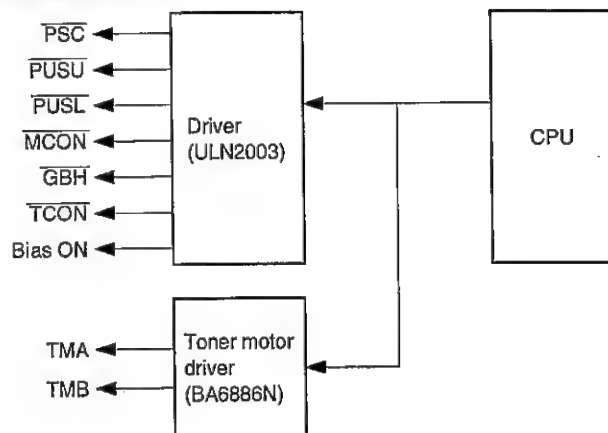 PSC
PUSU
PUSL
MCON
GBH
TCON
Bias ON
Driver
(ULN2003)
CPU
TMA
TMB
Toner motor
driver
(BA6886N)